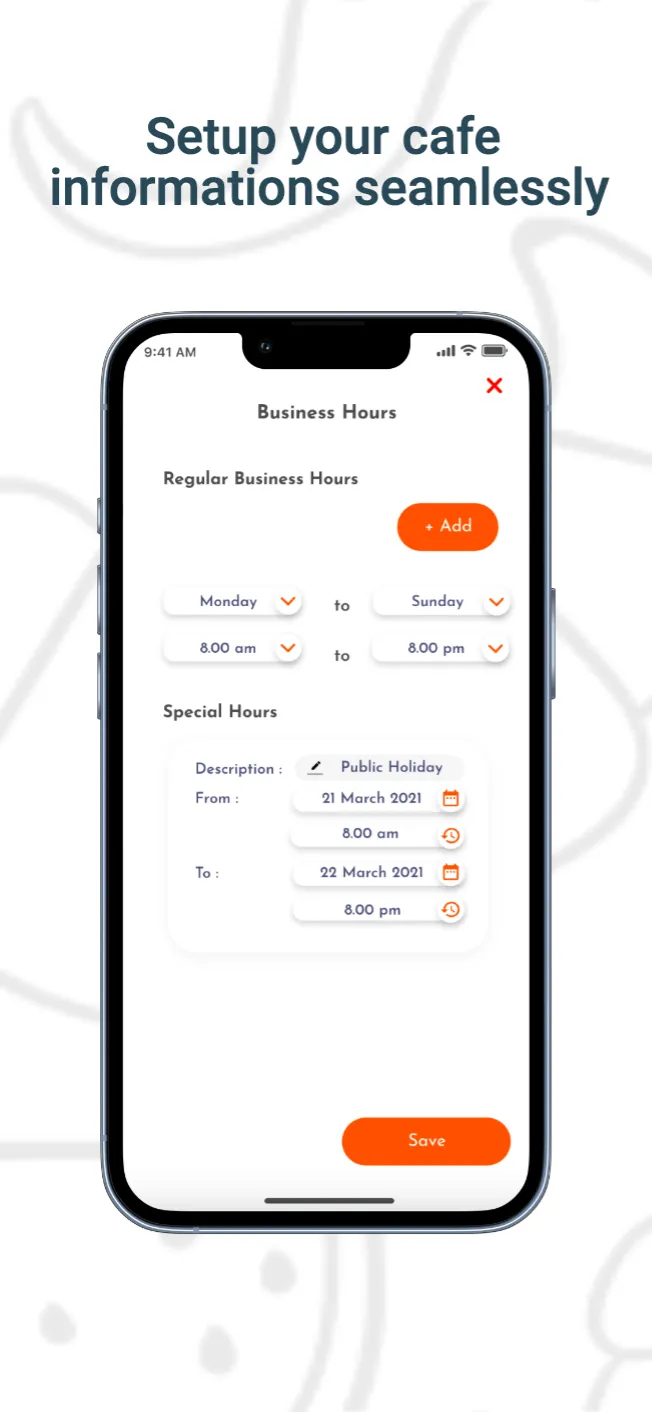 Setup your cafe
informations seamlessly
9:41 AM
Business Hours
Regular Business Hours
+ Add
Monday to Sunday
8.00 am to 8.00 pm
Special Hours
Description : Public Holiday
From : 21 March 2021
8.00 am
To : 22 March 2021
8.00 pm
Save